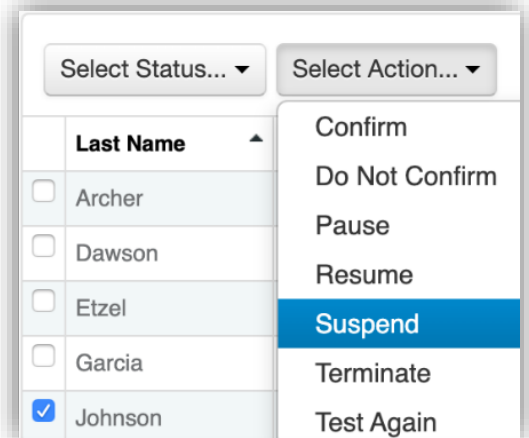 Select Status...
Select Action...
Last Name
Archer
Dawson
Etzel
Garcia
Johnson
Confirm
Do Not Confirm
Pause
Resume
Suspend
Terminate
Test Again